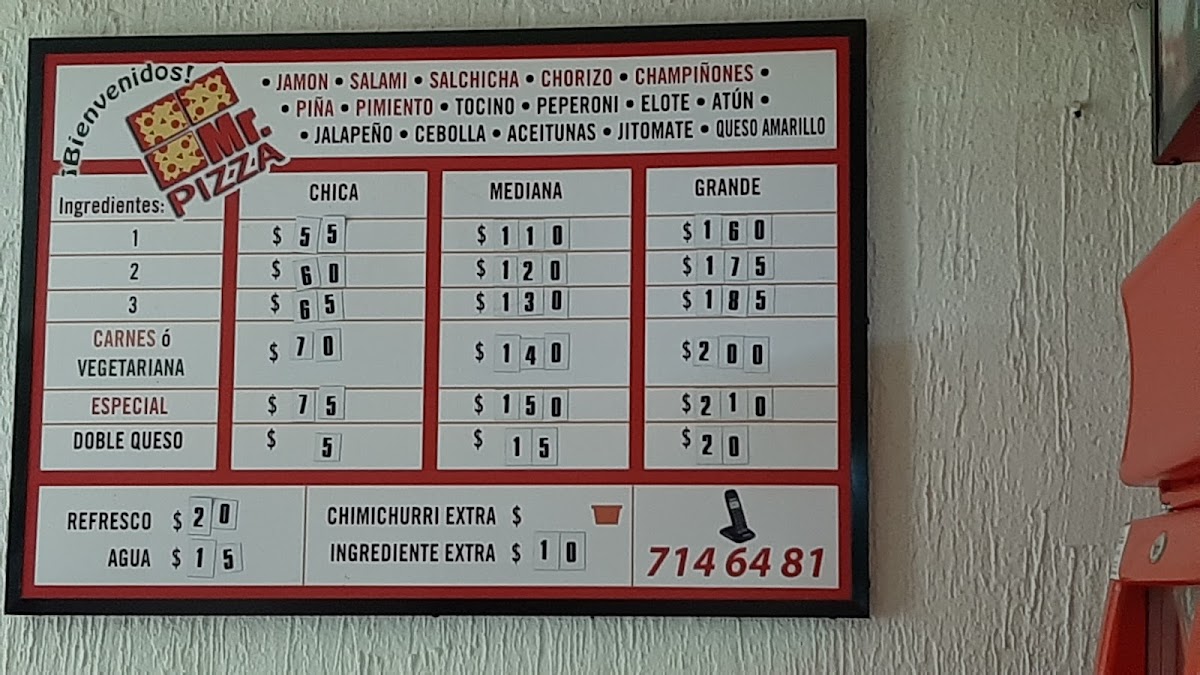 ¡Bienvenidos!
Mr.
PIZZA
• JAMON • SALAMI • SALCHICHA • CHORIZO • CHAMPIÑONES •
• PIÑA • PIMIENTO • TOCINO • PEPERONI • ELOTE • ATÚN •
• JALAPEÑO • CEBOLLA • ACEITUNAS • JITOMATE • QUESO AMARILLO
Ingredientes: CHICA MEDIANA GRANDE
1 $ 55 $ 110 $ 160
2 $ 60 $ 120 $ 175
3 $ 65 $ 130 $ 185
CARNES ó
VEGETARIANA $ 70 $ 140 $ 200
ESPECIAL $ 75 $ 150 $ 210
DOBLE QUESO $ 5 $ 15 $ 20
REFRESCO $ 20
AGUA $ 15
CHIMICHURRI EXTRA $
INGREDIENTE EXTRA $ 10
714 64 81